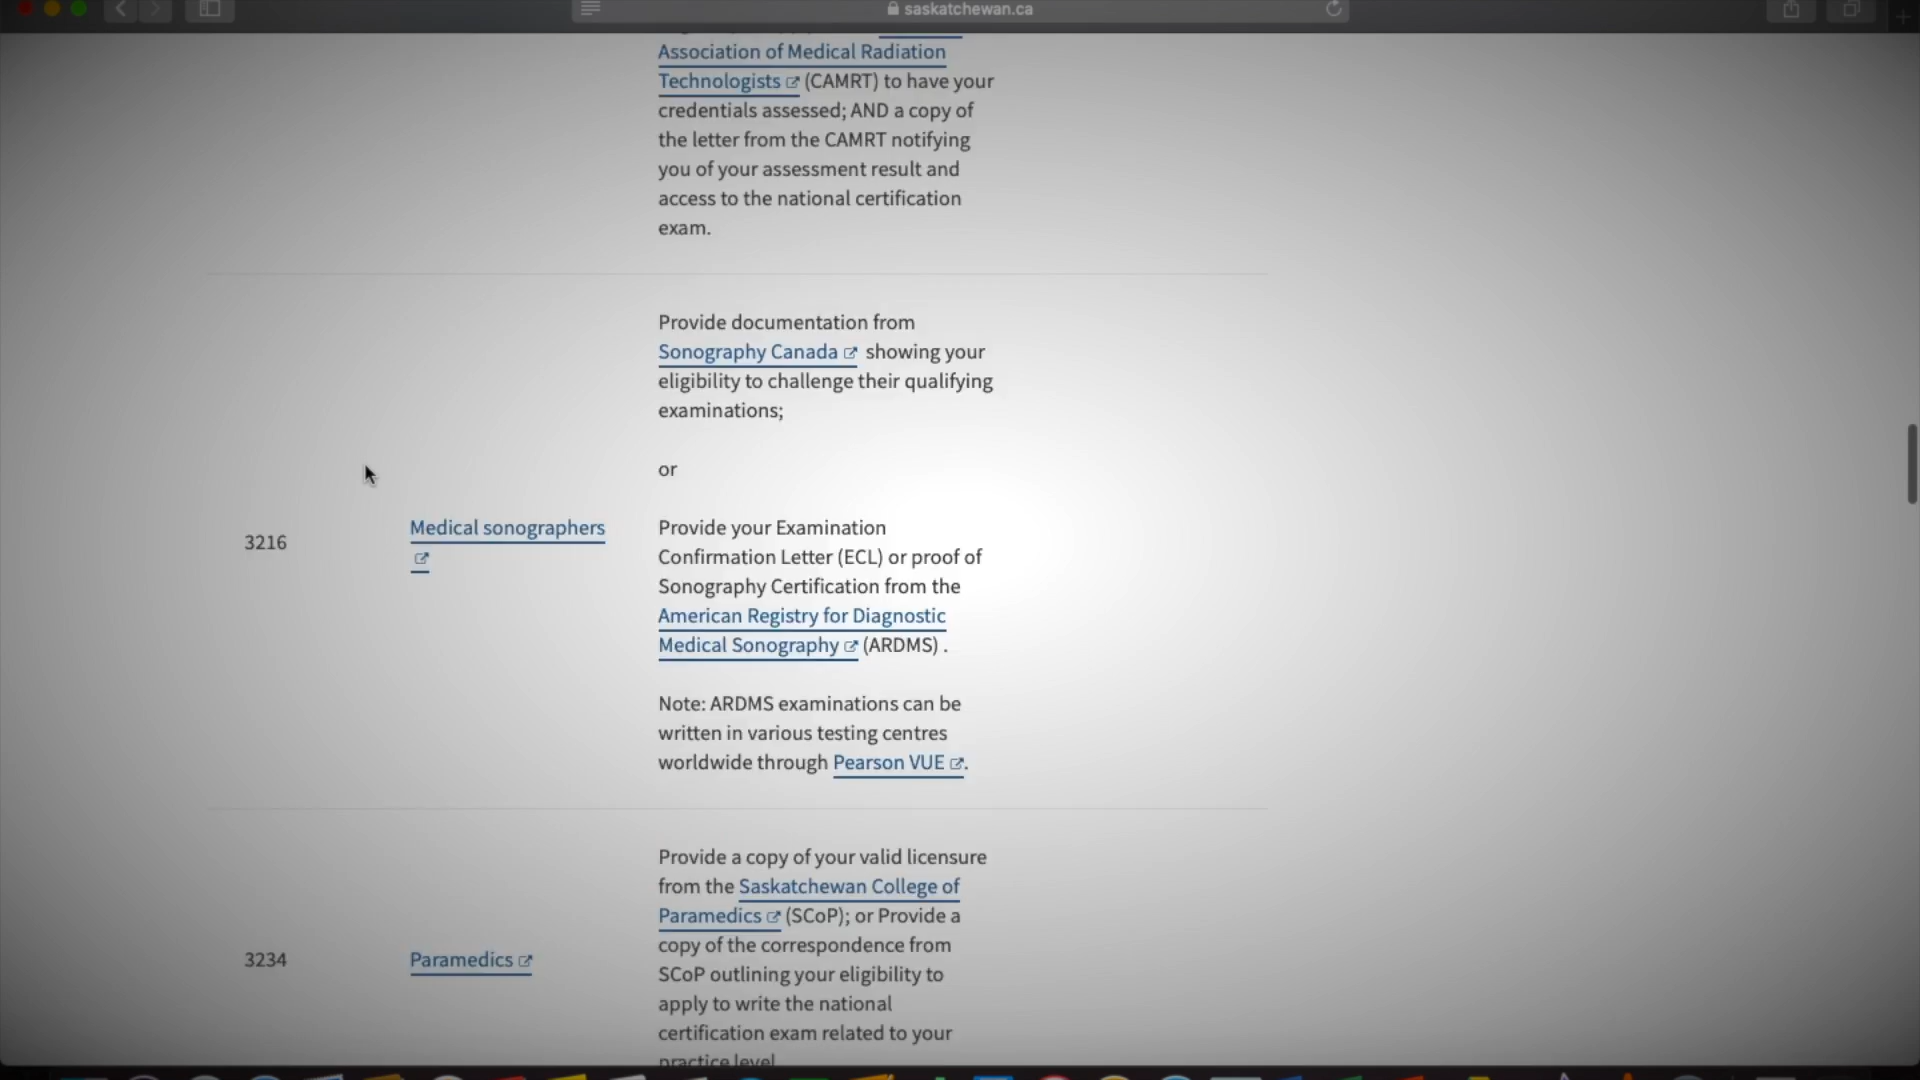 saskatchewan.ca
Association of Medical Radiation
Technologists (CAMRT) to have your
credentials assessed; AND a copy of
the letter from the CAMRT notifying
you of your assessment result and
access to the national certification
exam.
Provide documentation from
Sonography Canada showing your
eligibility to challenge their qualifying
examinations;
or
3216
Medical sonographers
Provide your Examination
Confirmation Letter (ECL) or proof of
Sonography Certification from the
American Registry for Diagnostic
Medical Sonography (ARDMS) .
Note: ARDMS examinations can be
written in various testing centres
worldwide through Pearson VUE .
3234
Paramedics
Provide a copy of your valid licensure
from the Saskatchewan College of
Paramedics (SCoP); or Provide a
copy of the correspondence from
SCoP outlining your eligibility to
apply to write the national
certification exam related to your
practice level